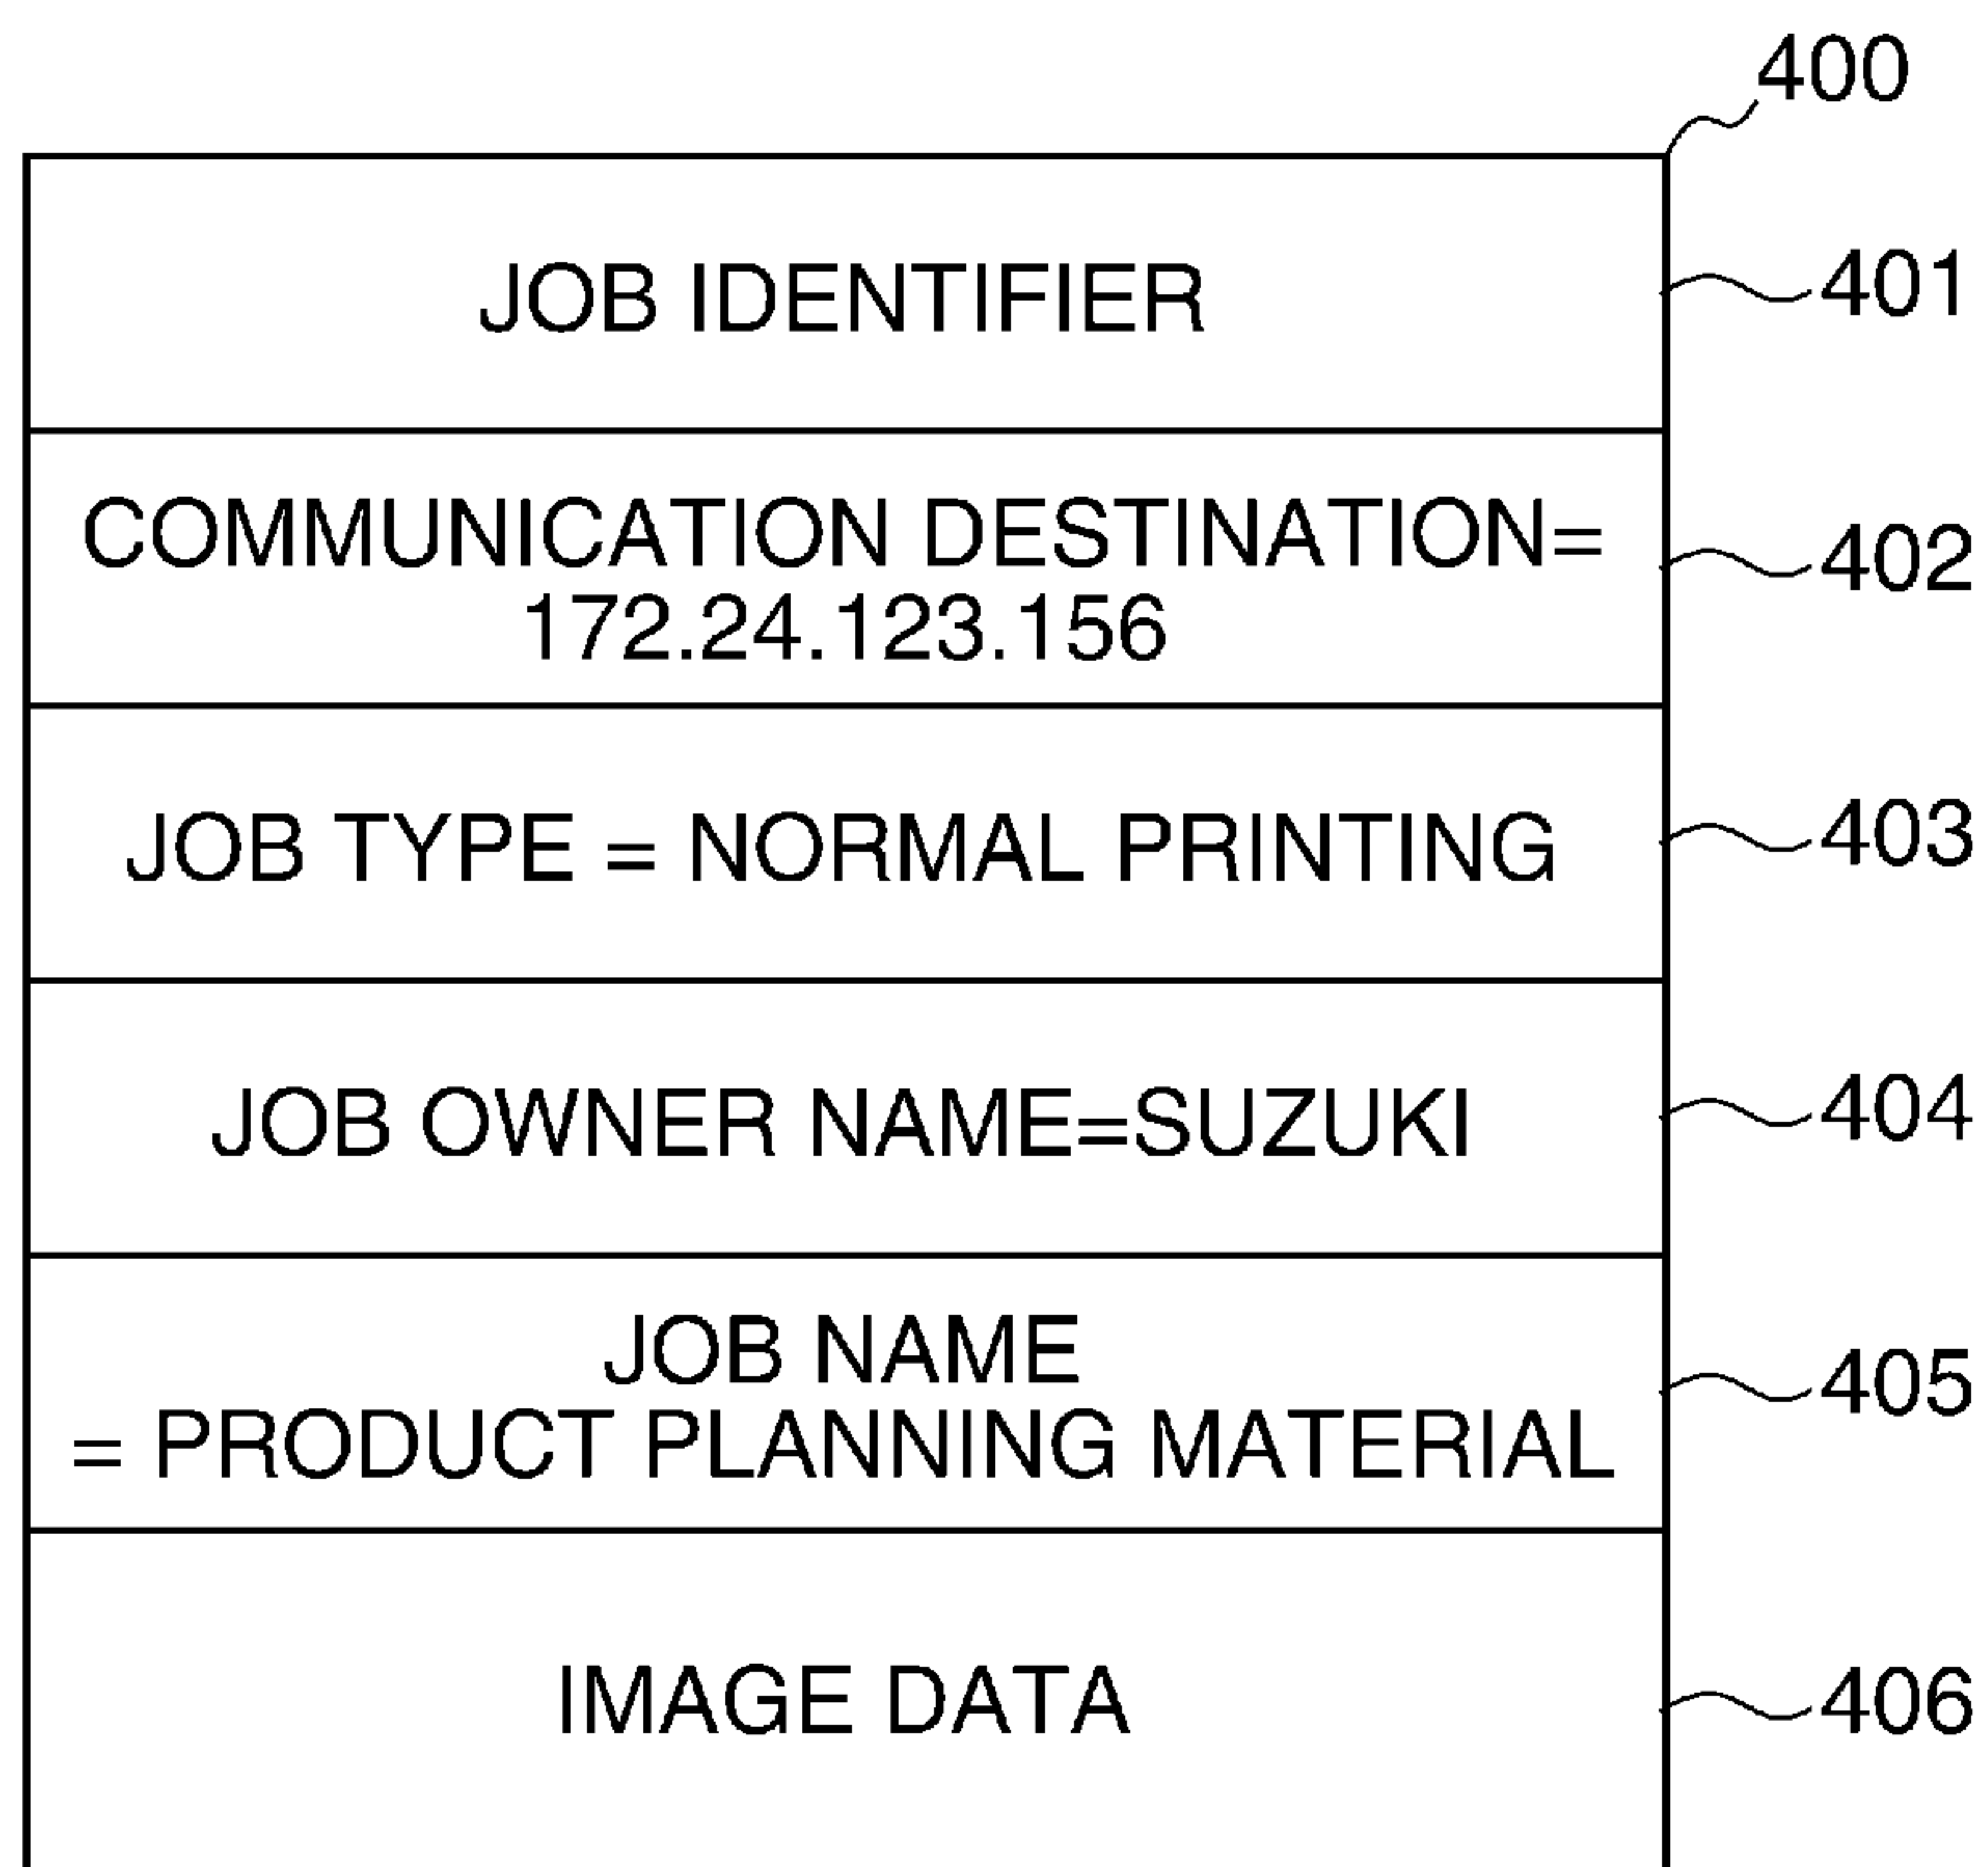 400
JOB IDENTIFIER 401
COMMUNICATION DESTINATION= 402
172.24.123.156
JOB TYPE = NORMAL PRINTING 403
JOB OWNER NAME=SUZUKI 404
JOB NAME 405
= PRODUCT PLANNING MATERIAL
IMAGE DATA 406